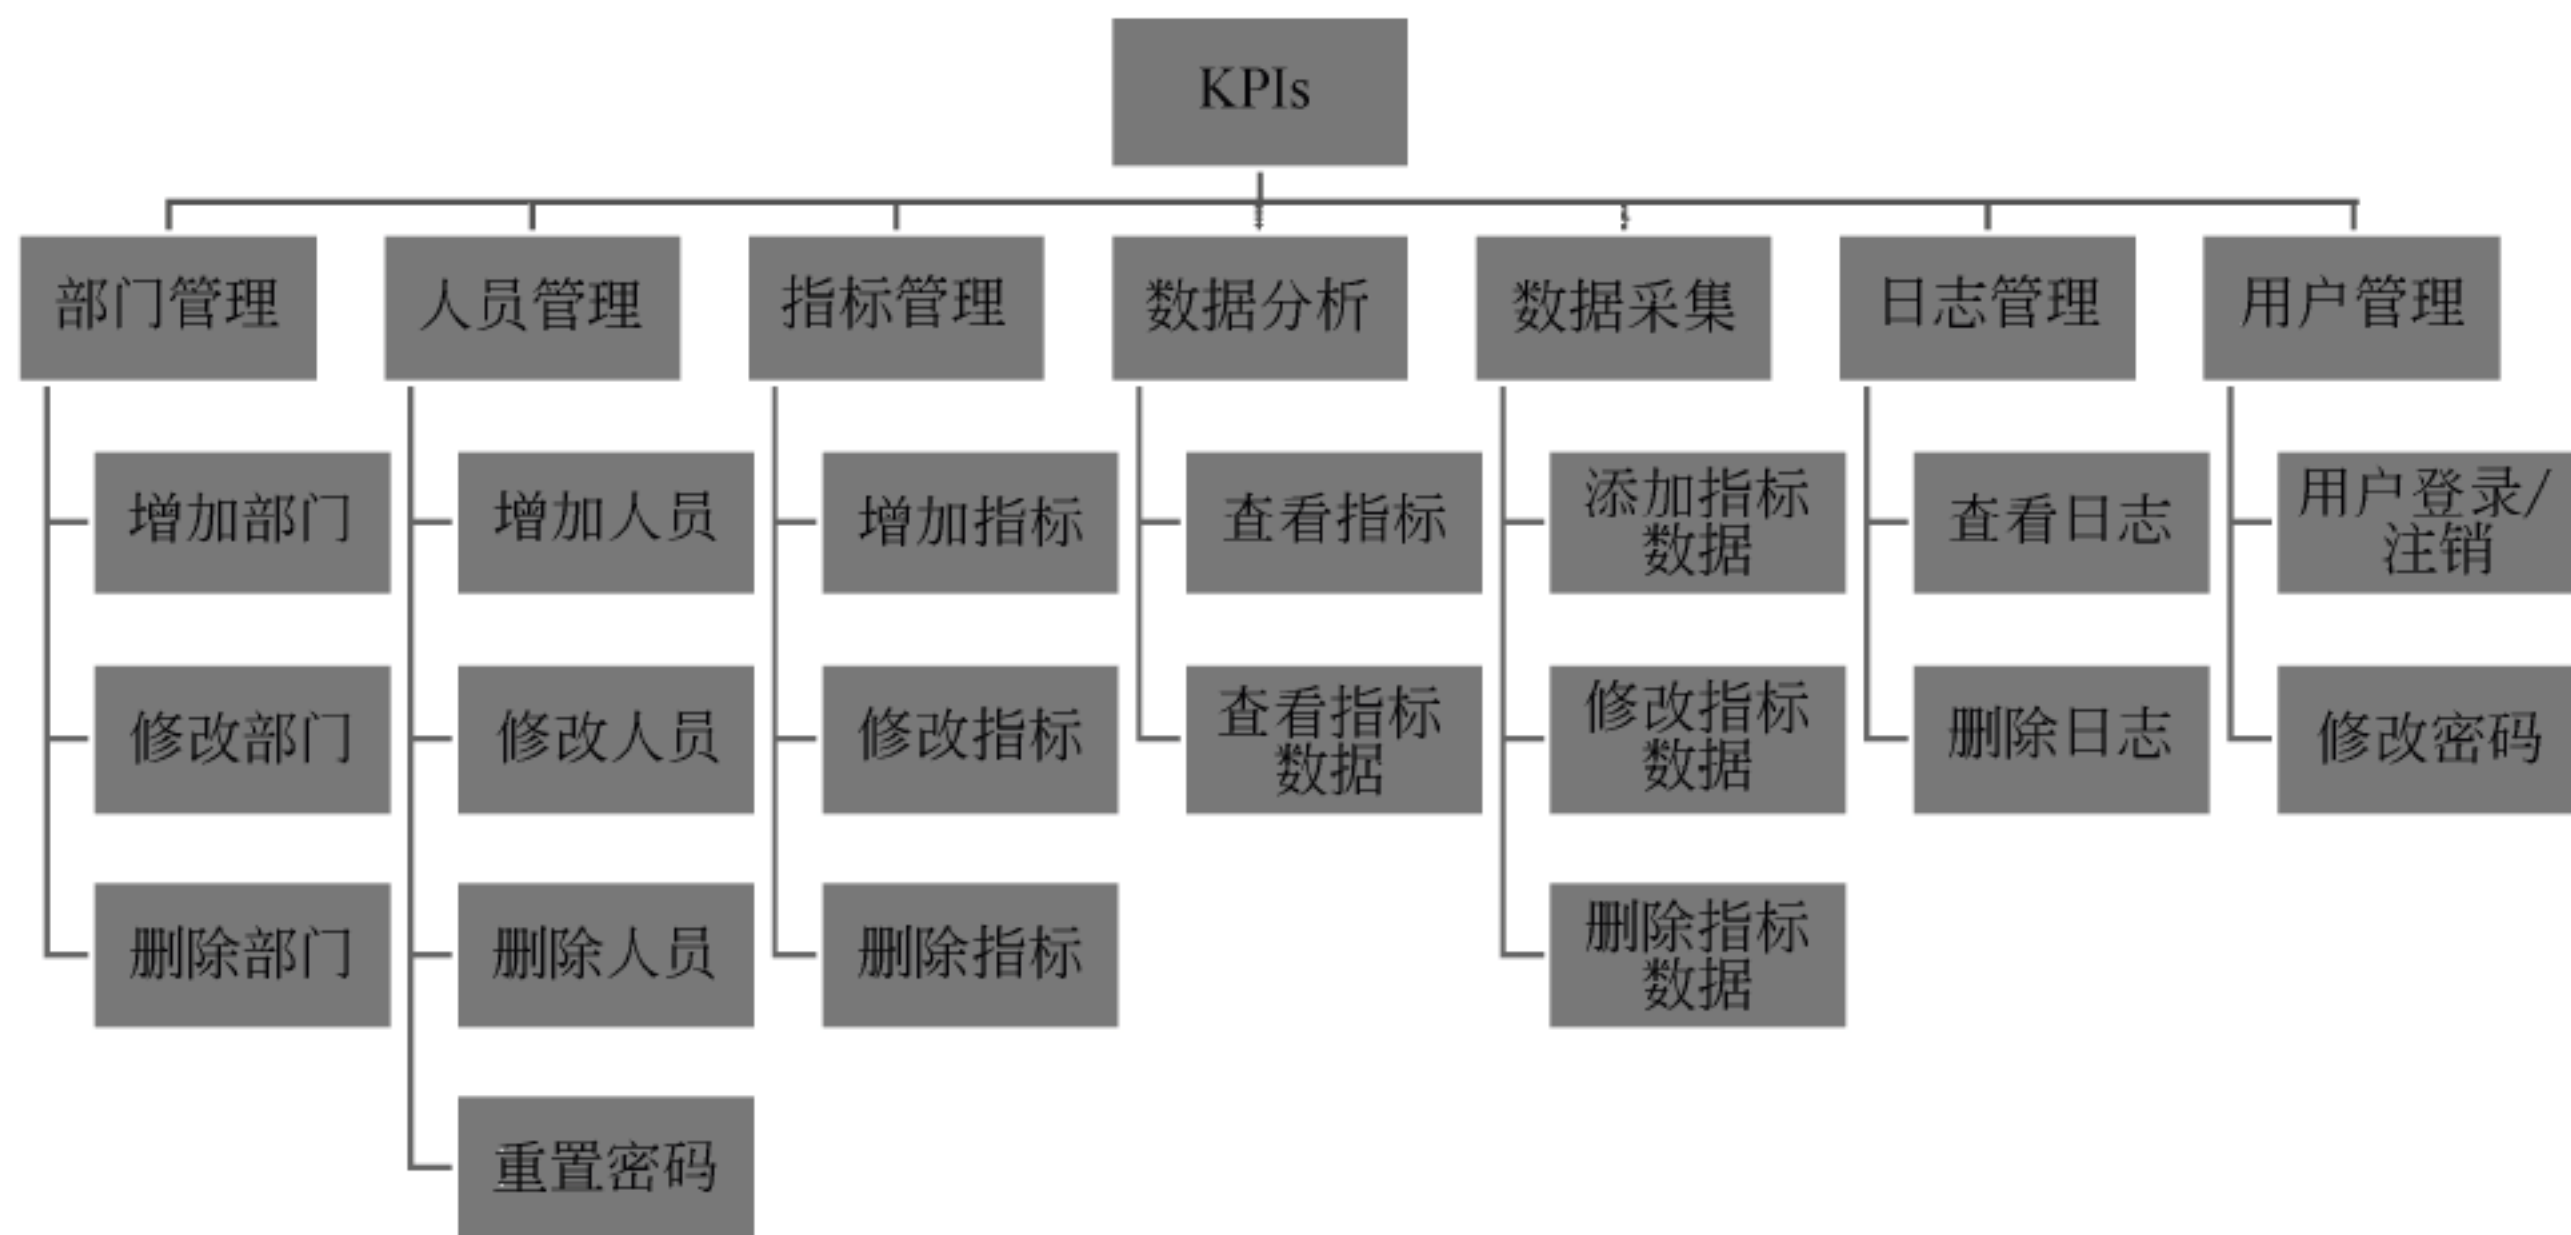 KPIs
部门管理
人员管理
指标管理
数据分析
数据采集
日志管理
用户管理
增加部门
增加人员
增加指标
查看指标
添加指标
数据
查看日志
用户登录/
注销
修改部门
修改人员
修改指标
查看指标
数据
修改指标
数据
删除日志
修改密码
删除部门
删除人员
删除指标
删除指标
数据
重置密码